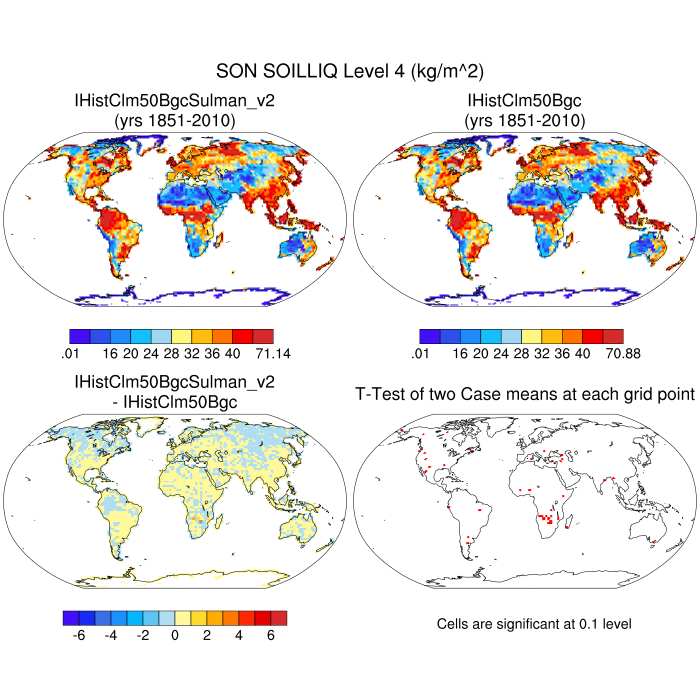 SON SOILLIQ Level 4 (kg/m^2)
IHistClm50BgcSulman_v2
(yrs 1851-2010)
IHistClm50Bgc
(yrs 1851-2010)
.01 16 20 24 28 32 36 40 71.14
.01 16 20 24 28 32 36 40 70.88
IHistClm50BgcSulman_v2
- IHistClm50Bgc
T-Test of two Case means at each grid point
-6 -4 -2 0 2 4 6
Cells are significant at 0.1 level